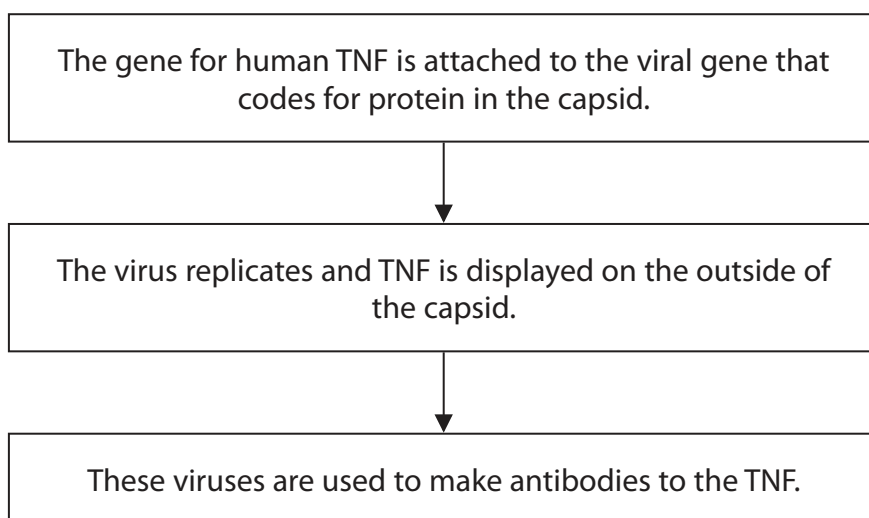 The gene for human TNF is attached to the viral gene that
codes for protein in the capsid.
The virus replicates and TNF is displayed on the outside of
the capsid.
These viruses are used to make antibodies to the TNF.